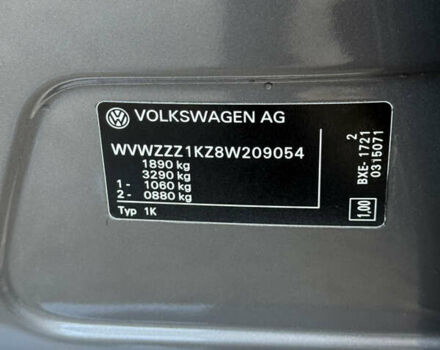 VOLKSWAGEN AG
WVWZZZ1KZ8W209054
1890 kg
3290 kg
1- 1060 kg
2- 0880 kg
Typ 1K
2
BXE-1721
0315071
1.00